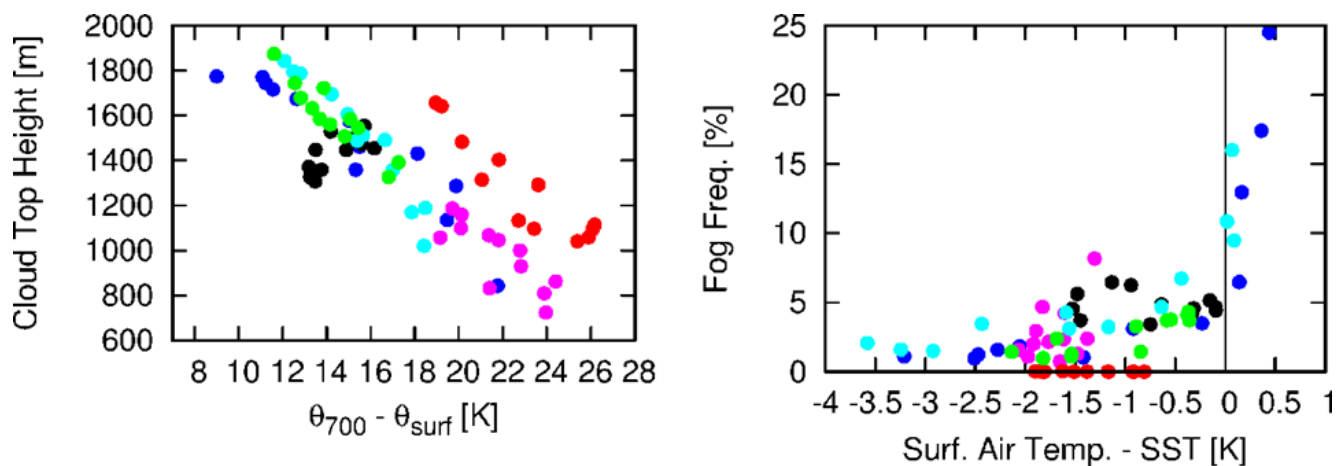 2000
1800
1600
1400
1200
1000
800
600
Cloud Top Height [m]
8 10 12 14 16 18 20 22 24 26 28
θ700 - θsurf [K]
25
20
15
10
5
0
Fog Freq. [%]
-4 -3.5 -3 -2.5 -2 -1.5 -1 -0.5 0 0.5 1
Surf. Air Temp. - SST [K]